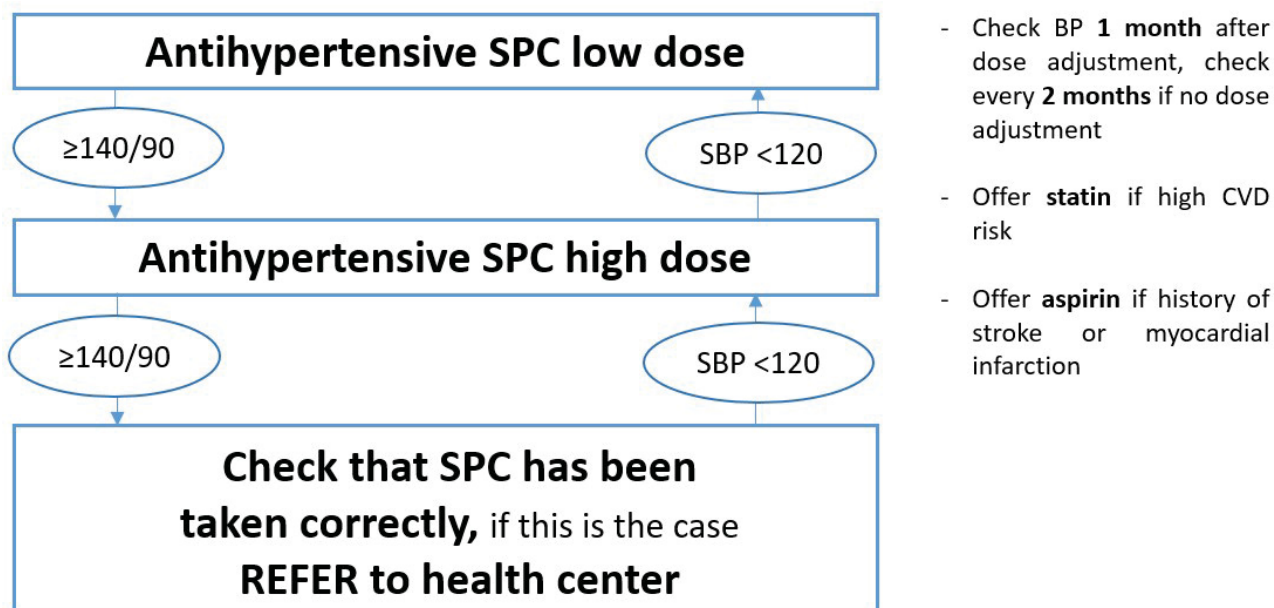 Antihypertensive SPC low dose
≥140/90
SBP <120
Antihypertensive SPC high dose
≥140/90
SBP <120
Check that SPC has been
taken correctly, if this is the case
REFER to health center
- Check BP 1 month after
dose adjustment, check
every 2 months if no dose
adjustment
- Offer statin if high CVD
risk
- Offer aspirin if history of
stroke or myocardial
infarction